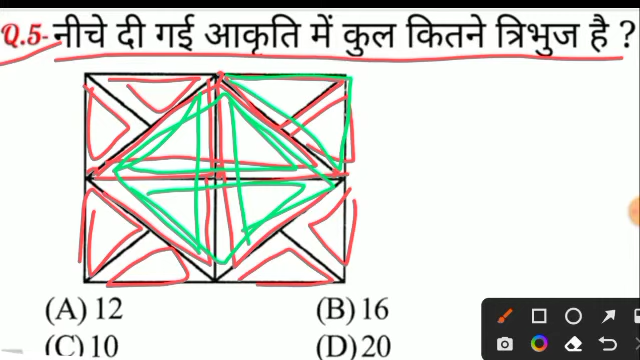 Q.5- नीचे दी गई आकृति में कुल कितने त्रिभुज है ?
(A) 12
(B) 16
(C) 10
(D) 20